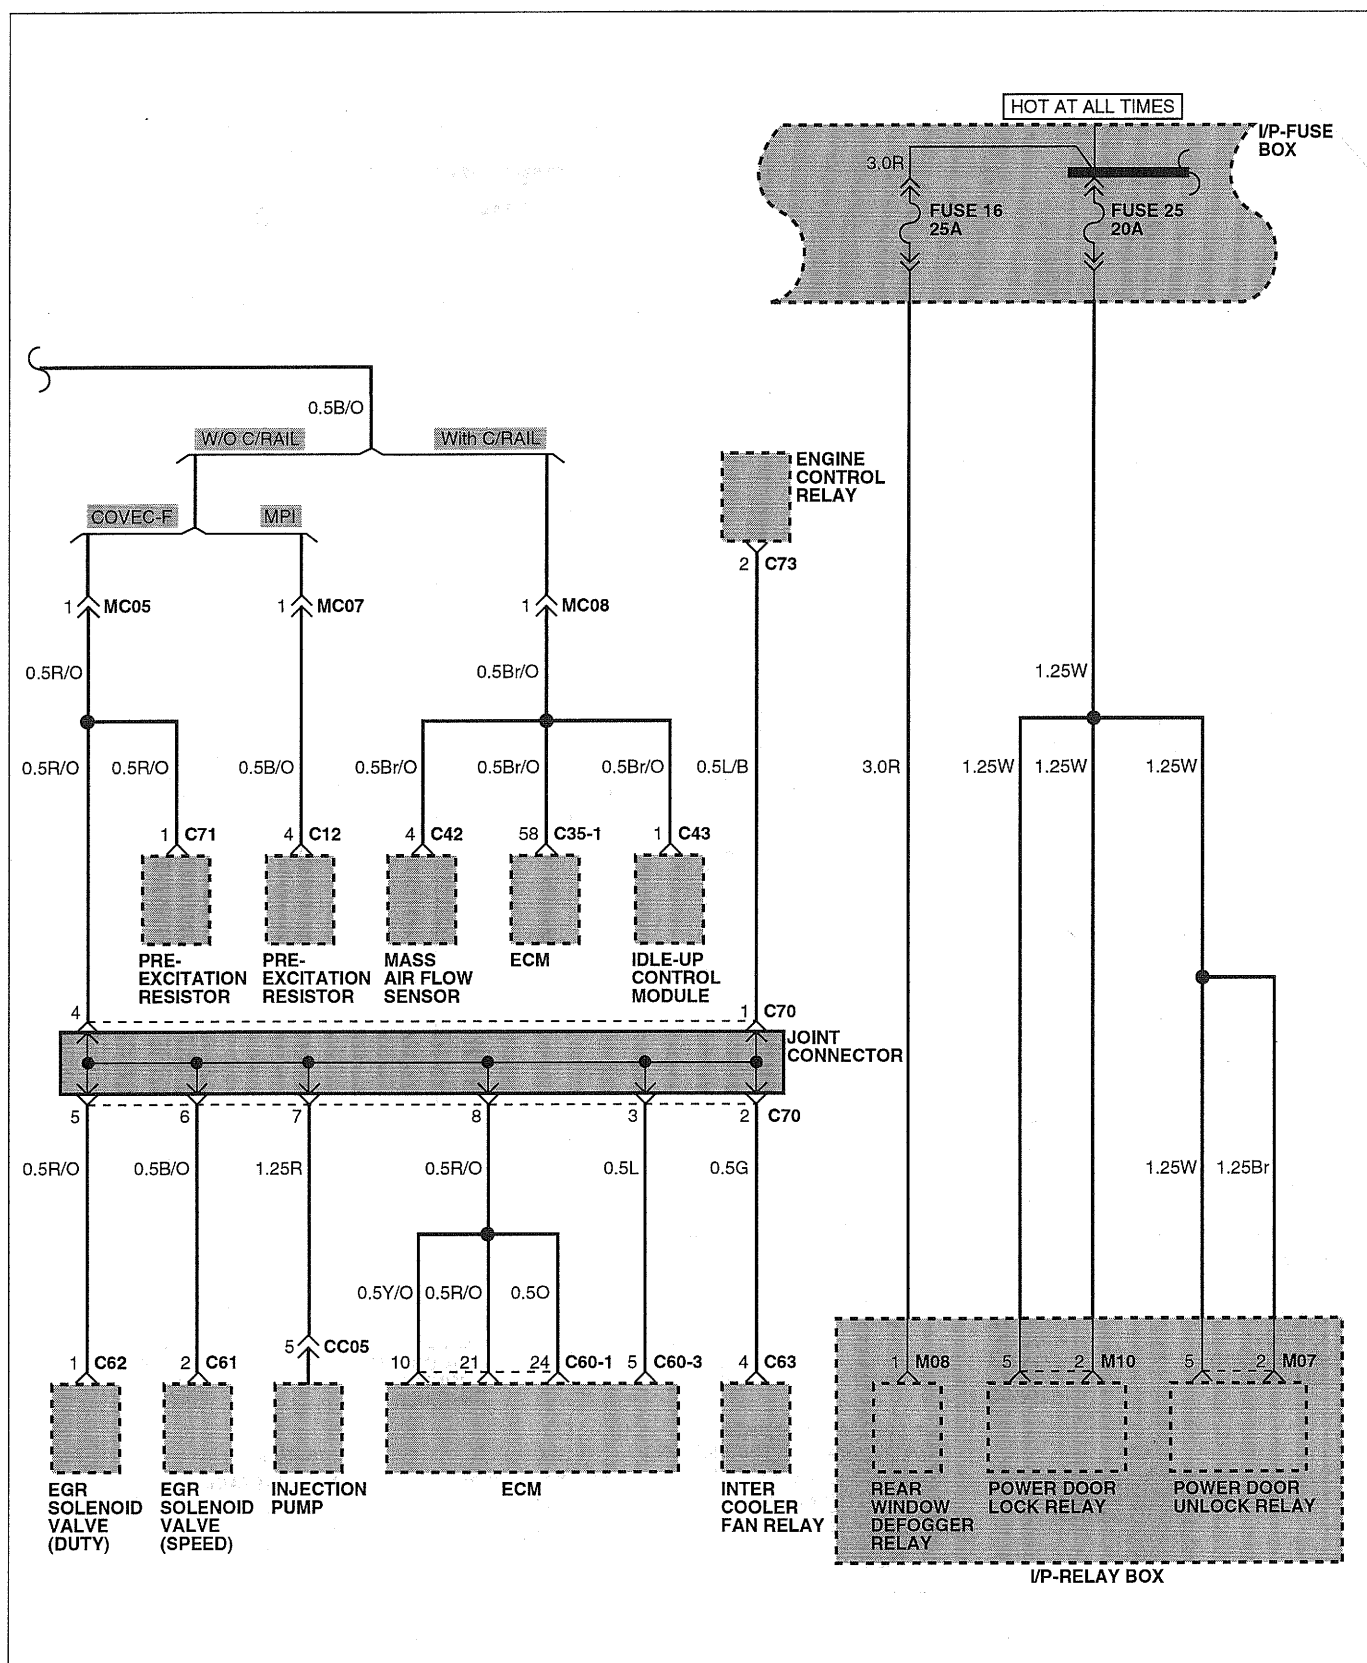 HOT AT ALL TIMES
I/P-FUSE
BOX
3.0R
FUSE 16
25A
FUSE 25
20A
0.5B/O
W/O C/RAIL
With C/RAIL
ENGINE
CONTROL
RELAY
COVEC-F
MPI
2 C73
1 MC05
1 MC07
1 MC08
0.5R/O
0.5Br/O
1.25W
0.5R/O
0.5R/O
0.5B/O
0.5Br/O
0.5Br/O
0.5Br/O
0.5L/B
3.0R
1.25W
1.25W
1.25W
1 C71
4 C12
4 C42
58 C35-1
1 C43
PRE-
EXCITATION
RESISTOR
PRE-
EXCITATION
RESISTOR
MASS
AIR FLOW
SENSOR
ECM
IDLE-UP
CONTROL
MODULE
4
1 C70
JOINT
CONNECTOR
5
6
7
8
3
2 C70
0.5R/O
0.5B/O
1.25R
0.5R/O
0.5L
0.5G
1.25W
1.25Br
0.5Y/O
0.5R/O
0.5O
5 CC05
1 C62
2 C61
10
21
24 C60-1
5 C60-3
4 C63
1 M08
5
2 M10
5
2 M07
EGR
SOLENOID
VALVE
(DUTY)
EGR
SOLENOID
VALVE
(SPEED)
INJECTION
PUMP
ECM
INTER
COOLER
FAN RELAY
REAR
WINDOW
DEFOGGER
RELAY
POWER DOOR
LOCK RELAY
POWER DOOR
UNLOCK RELAY
I/P-RELAY BOX